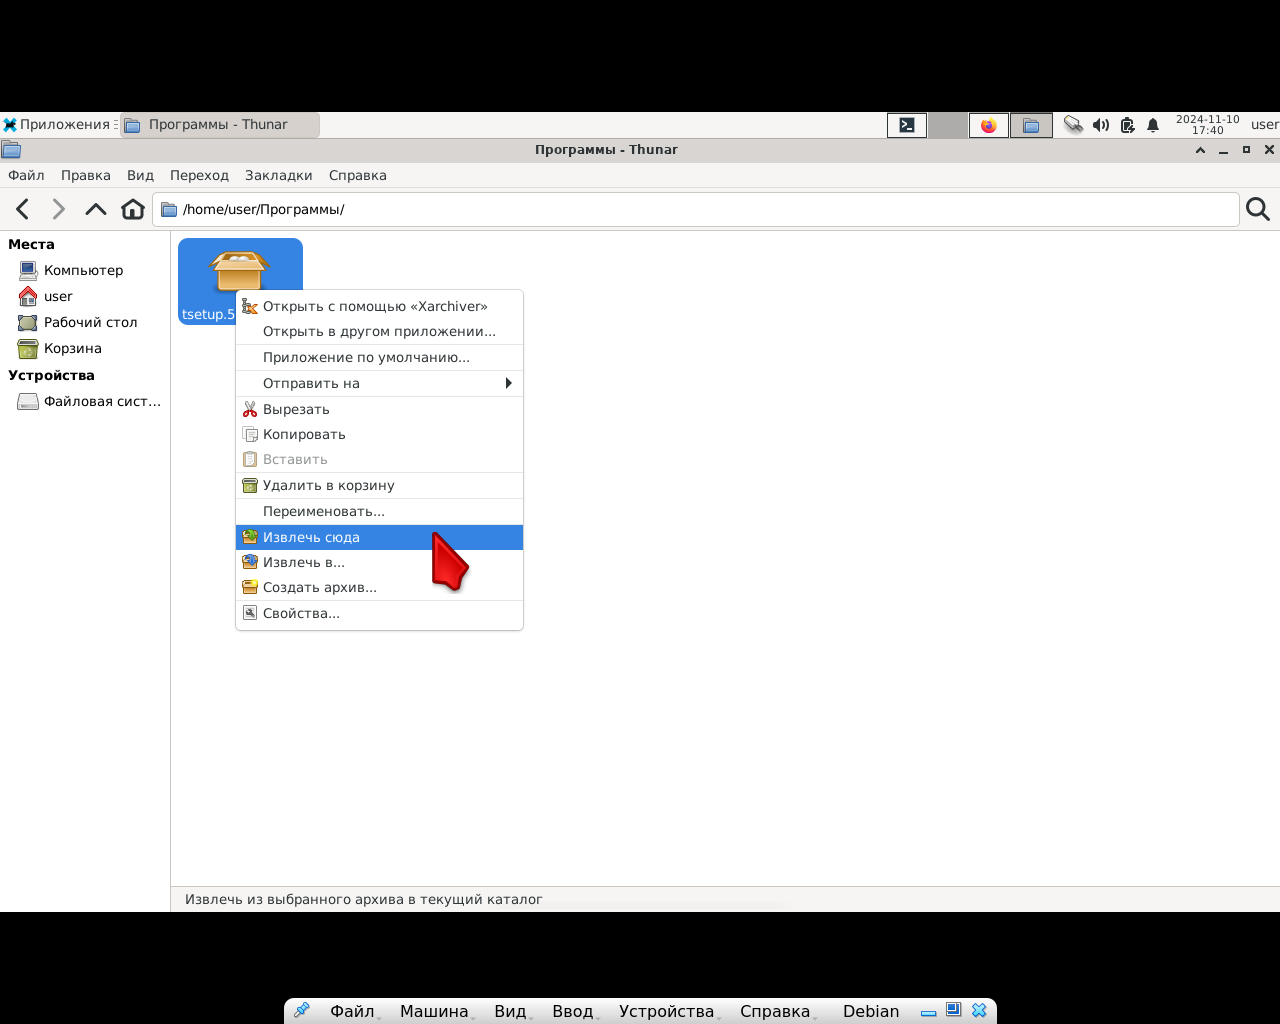 Приложения
Программы - Thunar
2024-11-10
17:40
user
Программы - Thunar
Файл Правка Вид Переход Закладки Справка
/home/user/Программы/
Места
Компьютер
user
Рабочий стол
Корзина
Устройства
Файловая сист...
tsetup.5
Открыть с помощью «Xarchiver»
Открыть в другом приложении...
Приложение по умолчанию...
Отправить на
Вырезать
Копировать
Вставить
Удалить в корзину
Переименовать...
Извлечь сюда
Извлечь в...
Создать архив...
Свойства...
Извлечь из выбранного архива в текущий каталог
Файл Машина Вид Ввод Устройства Справка Debian